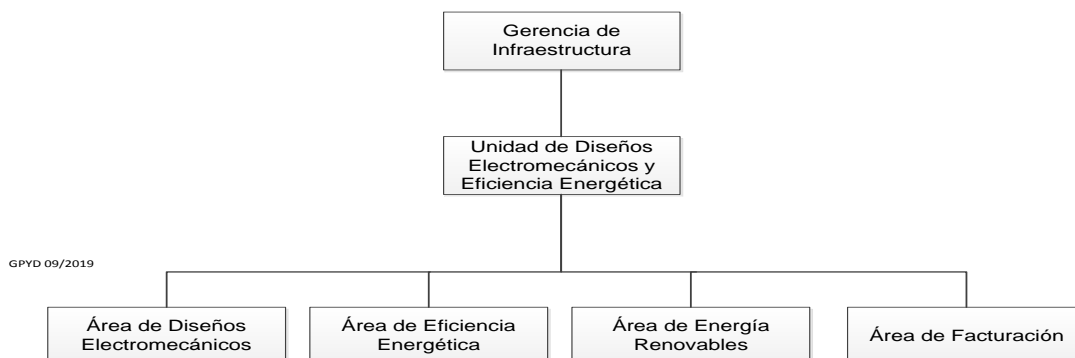 Gerencia de
Infraestructura
Unidad de Diseños
Electromecánicos y
Eficiencia Energética
GPYD 09/2019
Área de Diseños
Electromecánicos
Área de Eficiencia
Energética
Área de Energía
Renovables
Área de Facturación